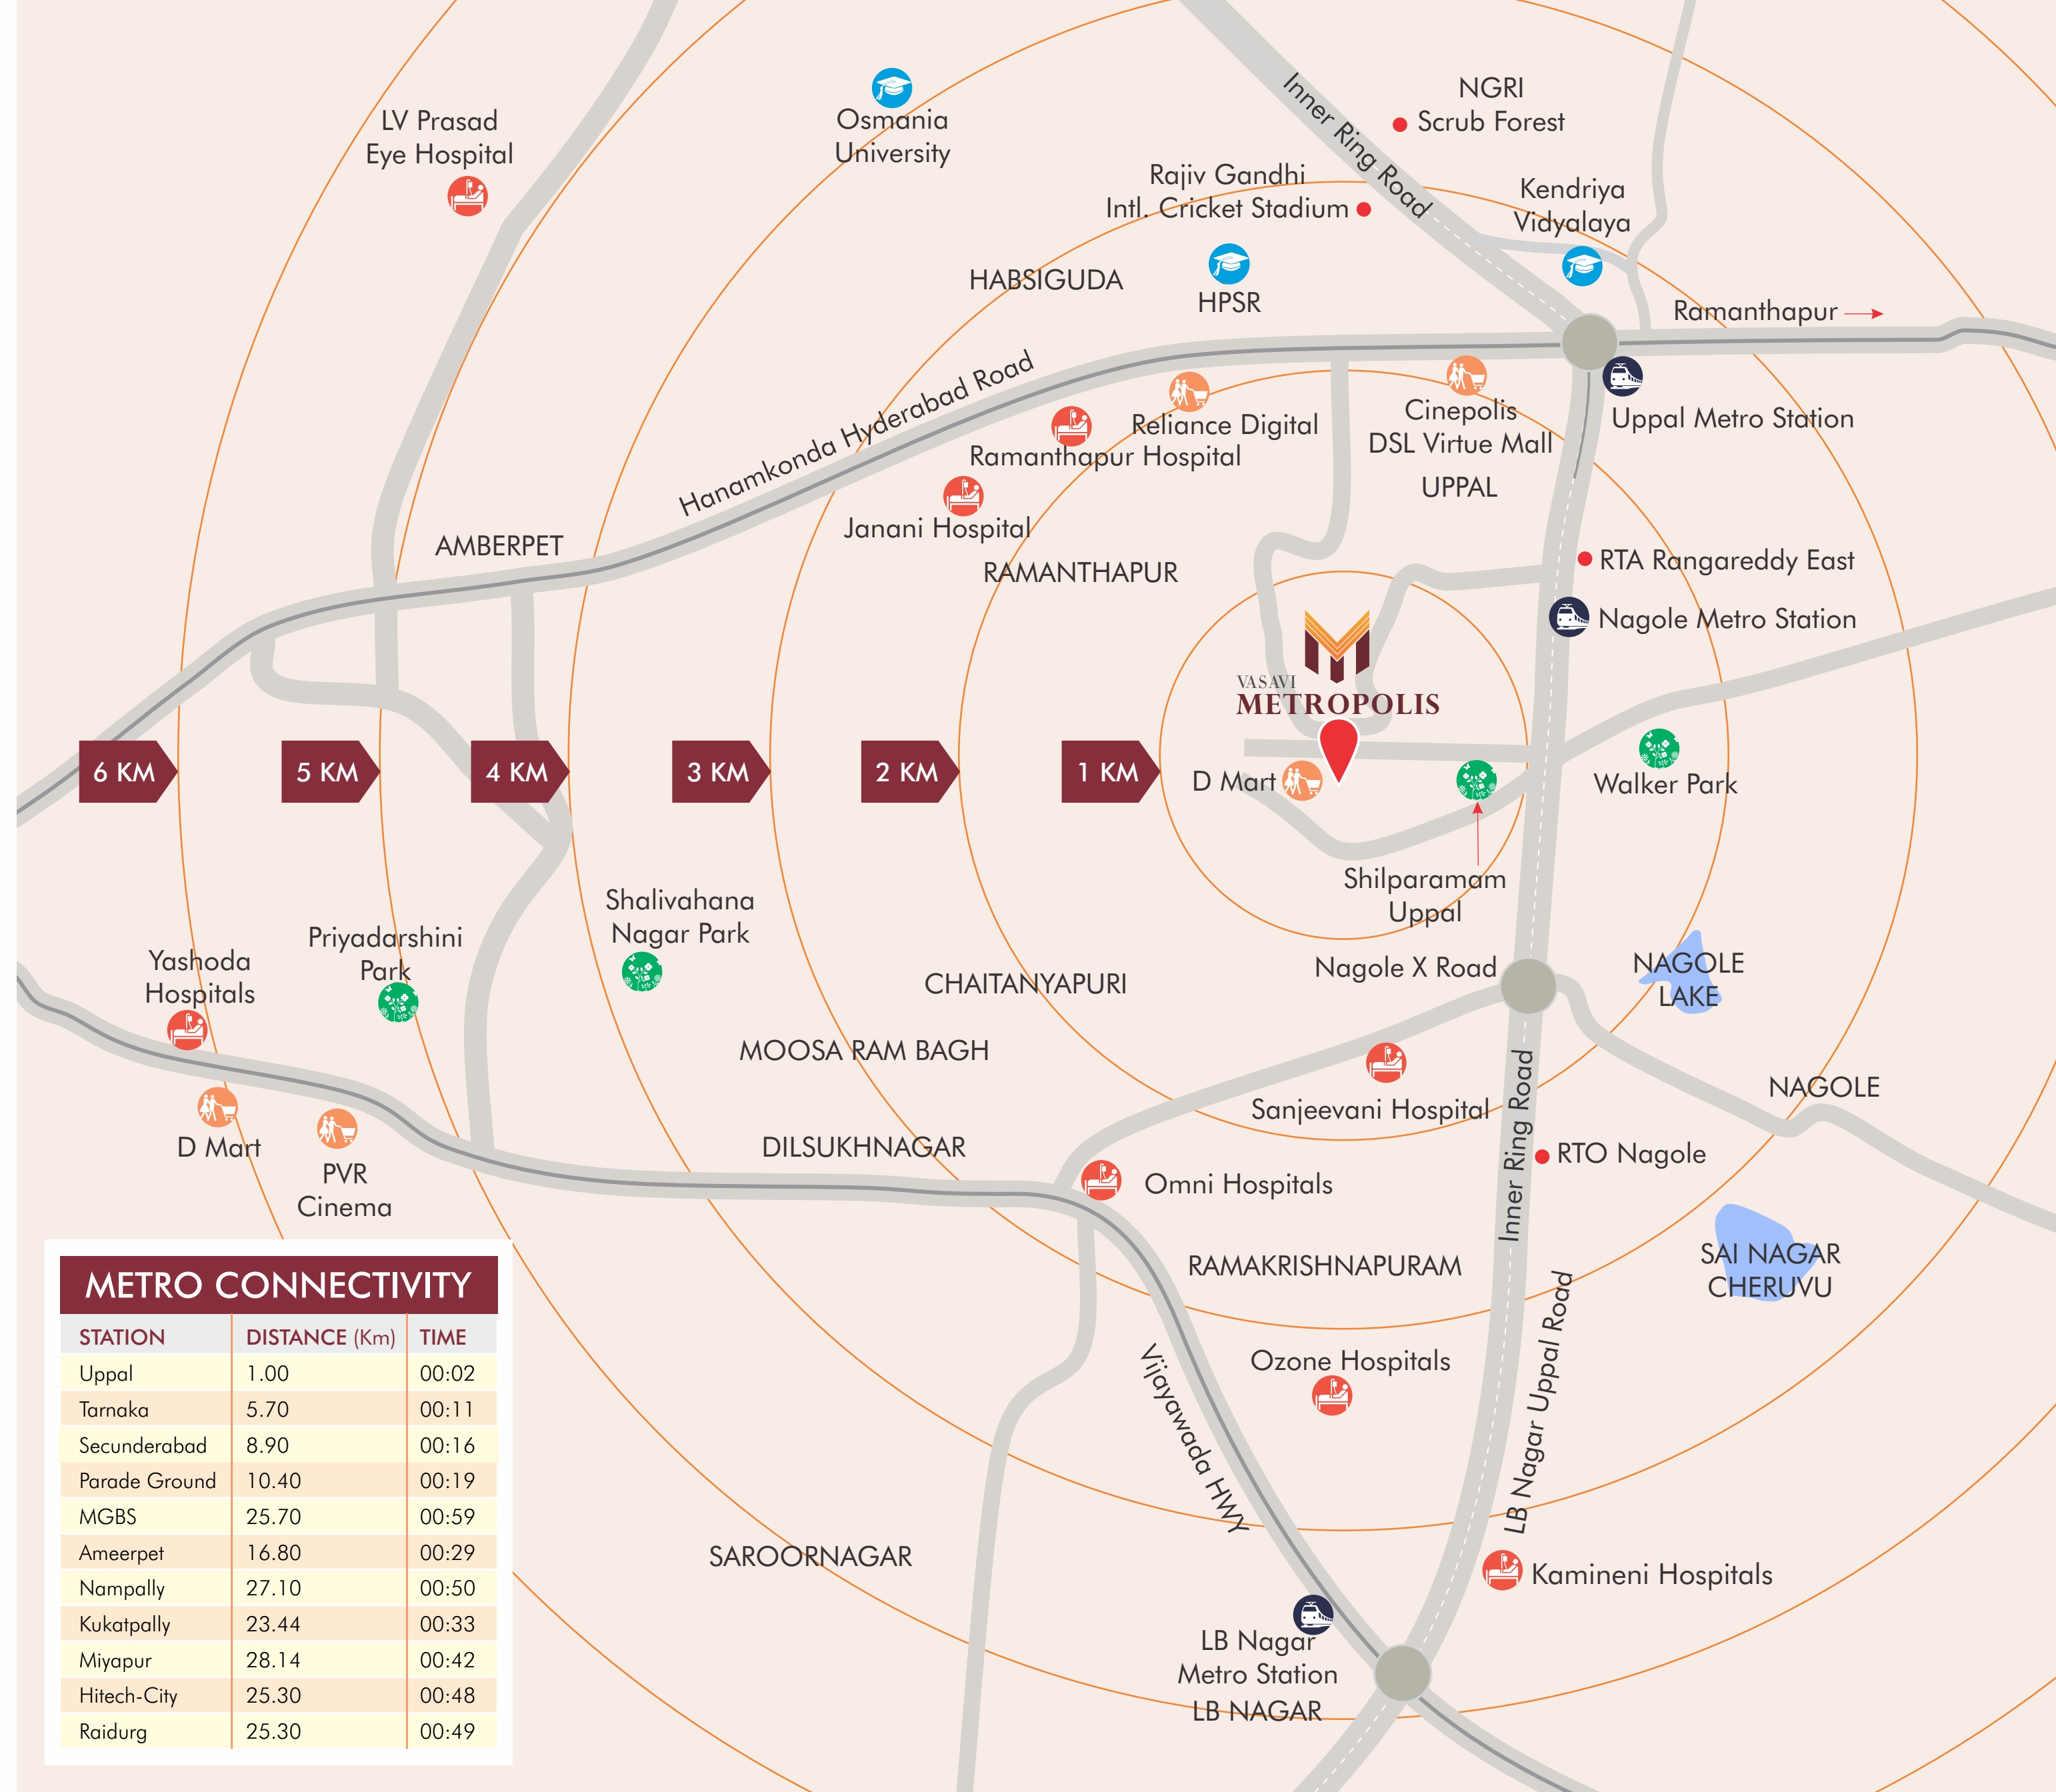 NGRI
Scrub Forest
Inner Ring Road
LV Prasad
Eye Hospital
Osmania
University
Rajiv Gandhi
Intl. Cricket Stadium
Kendriya
Vidyalaya
HABSIGUDA
HPSR
Ramanthapur
Hanamkonda Hyderabad Road
Reliance Digital
Ramanthapur Hospital
Cinepolis
DSL Virtue Mall
Uppal Metro Station
UPPAL
Janani Hospital
AMBERPET
RAMANTHAPUR
RTA Rangareddy East
Nagole Metro Station
VASAVI
METROPOLIS
6 KM
5 KM
4 KM
3 KM
2 KM
1 KM
D Mart
Walker Park
Shilparamam
Uppal
Shalivahana
Nagar Park
Priyadarshini
Park
Yashoda
Hospitals
CHAITANYAPURI
Nagole X Road
NAGOLE
LAKE
MOOSA RAM BAGH
Sanjeevani Hospital
NAGOLE
Inner Ring Road
D Mart
PVR
Cinema
DILSUKHNAGAR
Omni Hospitals
RTO Nagole
RAMAKRISHNAPURAM
SAI NAGAR
CHERUVU
Ozone Hospitals
Vijayawada HWY
LB Nagar Uppal Road
SAROORNAGAR
Kamineni Hospitals
LB Nagar
Metro Station
LB NAGAR
METRO CONNECTIVITY
STATION DISTANCE (Km) TIME
Uppal 1.00 00:02
Tarnaka 5.70 00:11
Secunderabad 8.90 00:16
Parade Ground 10.40 00:19
MGBS 25.70 00:59
Ameerpet 16.80 00:29
Nampally 27.10 00:50
Kukatpally 23.44 00:33
Miyapur 28.14 00:42
Hitech-City 25.30 00:48
Raidurg 25.30 00:49